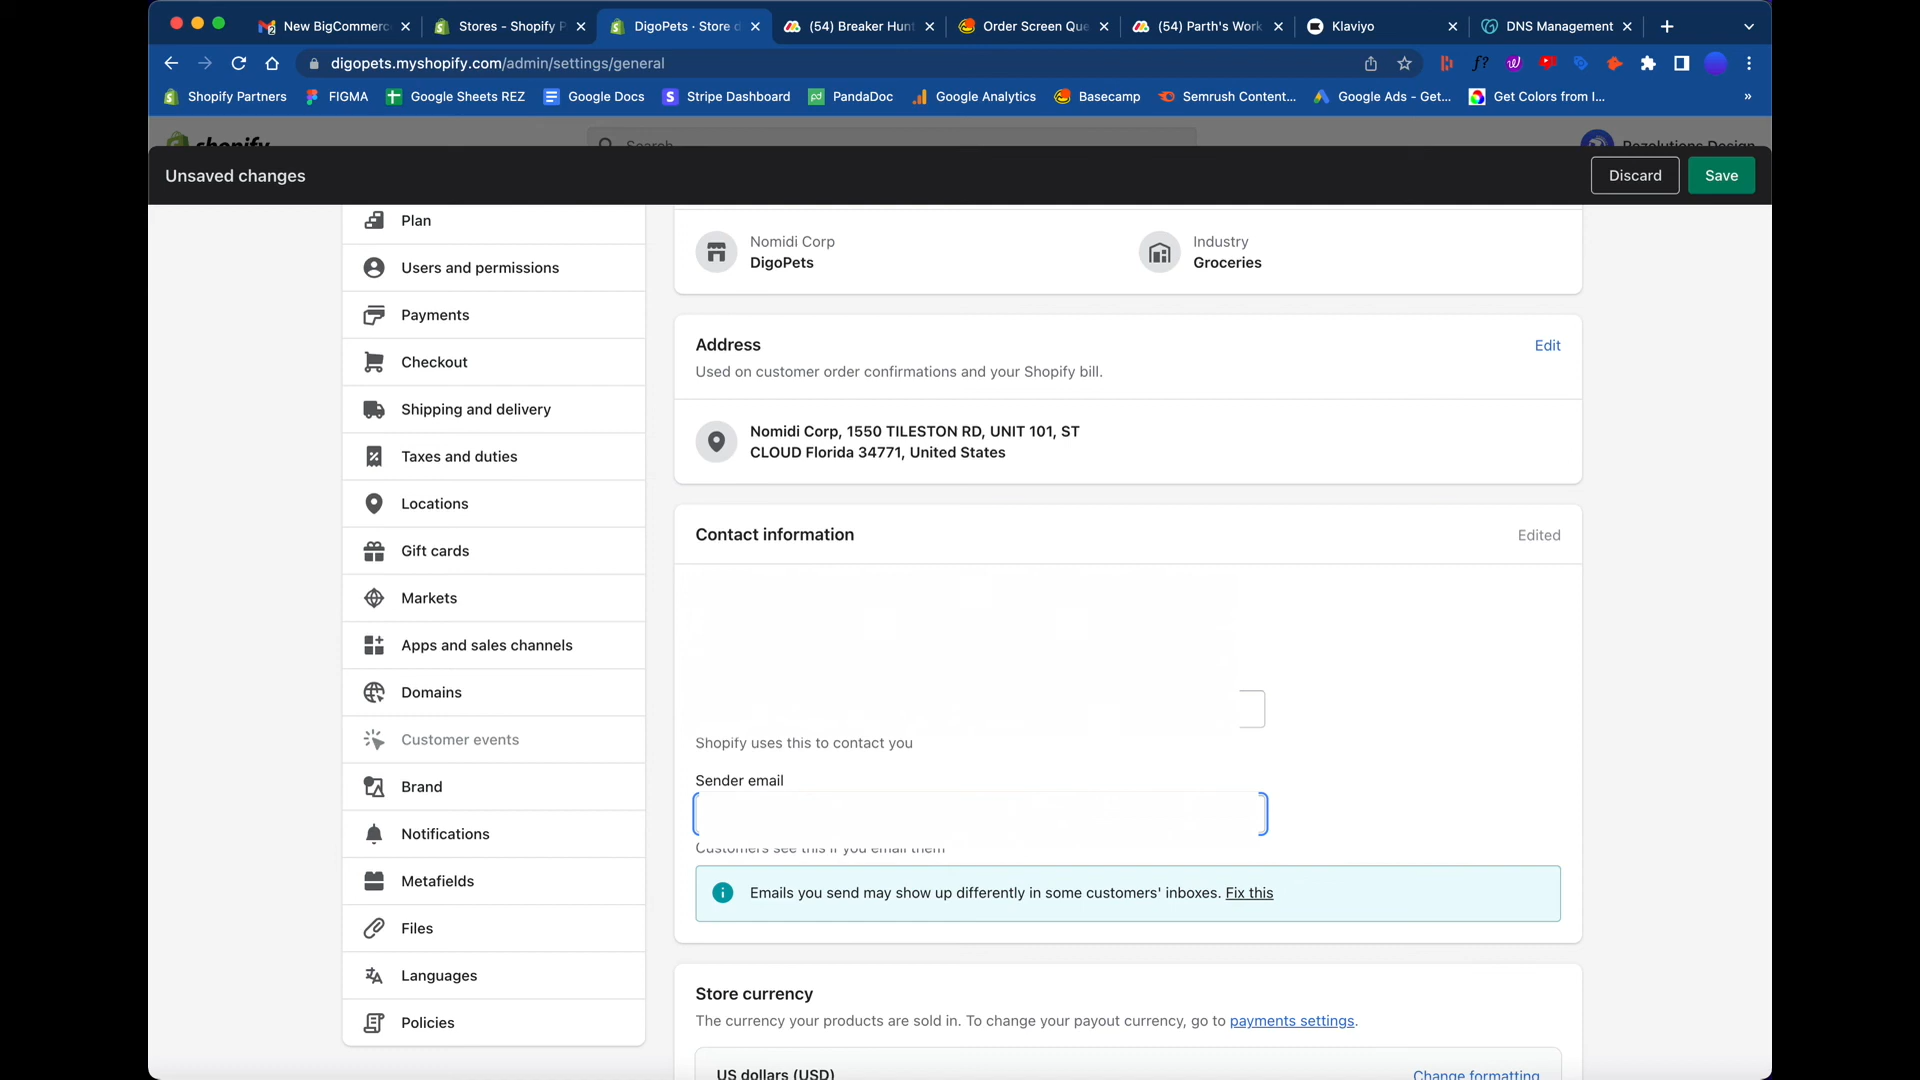 New BigCommerc
Stores - Shopify P
DigoPets · Store d
(54) Breaker Hunt
Order Screen Que
(54) Parth's Work
Klaviyo
DNS Management
digopets.myshopify.com/admin/settings/general
Shopify Partners
FIGMA
Google Sheets REZ
Google Docs
Stripe Dashboard
PandaDoc
Google Analytics
Basecamp
Semrush Content...
Google Ads - Get...
Get Colors from I...
shopify
Search
Rezolutions Design
Unsaved changes
Discard
Save
Plan
Users and permissions
Payments
Checkout
Shipping and delivery
Taxes and duties
Locations
Gift cards
Markets
Apps and sales channels
Domains
Customer events
Brand
Notifications
Metafields
Files
Languages
Policies
Nomidi Corp
DigoPets
Industry
Groceries
Address
Edit
Used on customer order confirmations and your Shopify bill.
Nomidi Corp, 1550 TILESTON RD, UNIT 101, ST
CLOUD Florida 34771, United States
Contact information
Edited
Shopify uses this to contact you
Sender email
Customers see this if you email them
Emails you send may show up differently in some customers' inboxes. Fix this
Store currency
The currency your products are sold in. To change your payout currency, go to payments settings.
US dollars (USD)
Change formatting